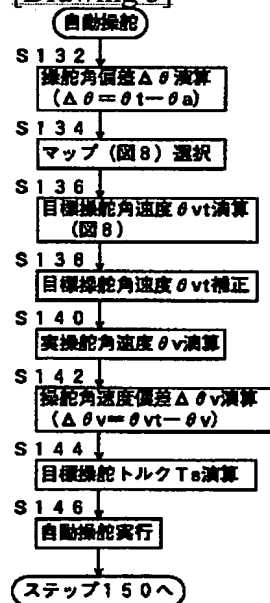 [Drawings]
自動操舵
S132
操舵角偏差Δθ演算
(Δθ=θt−θa)
S134
マップ(図8)選択
S136
目標操舵角速度θvt演算
(図8)
S138
目標操舵角速度θvt補正
S140
実操舵角速度θv演算
S142
操舵角速度偏差Δθv演算
(Δθv=θvt−θv)
S144
目標操舵トルクTs演算
S146
自動操舵実行
ステップ150へ